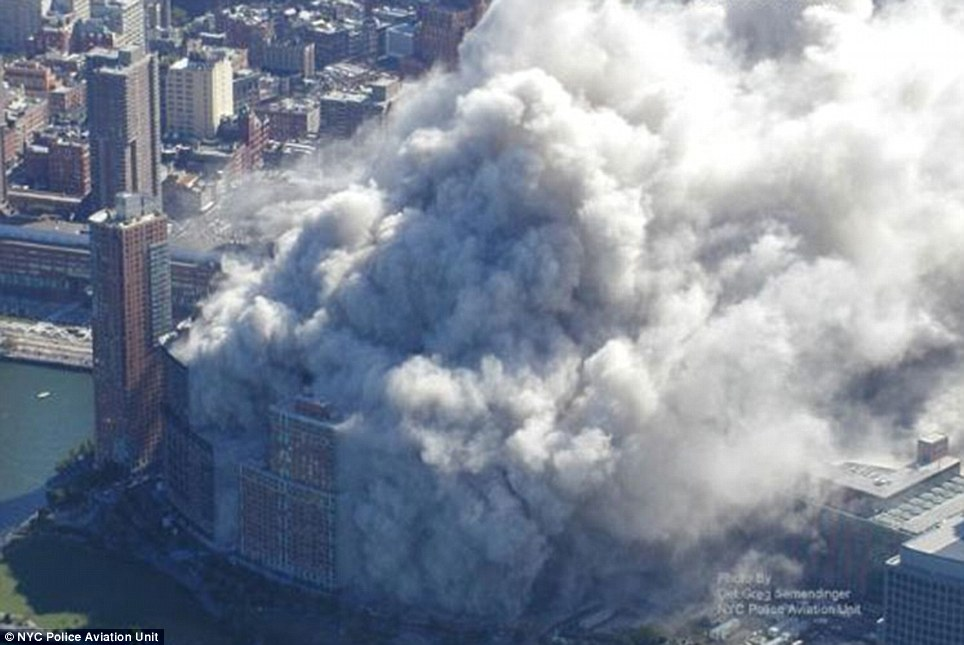 Photo By
Det Greg Semendinger
NYC Police Aviation Unit
© NYC Police Aviation Unit